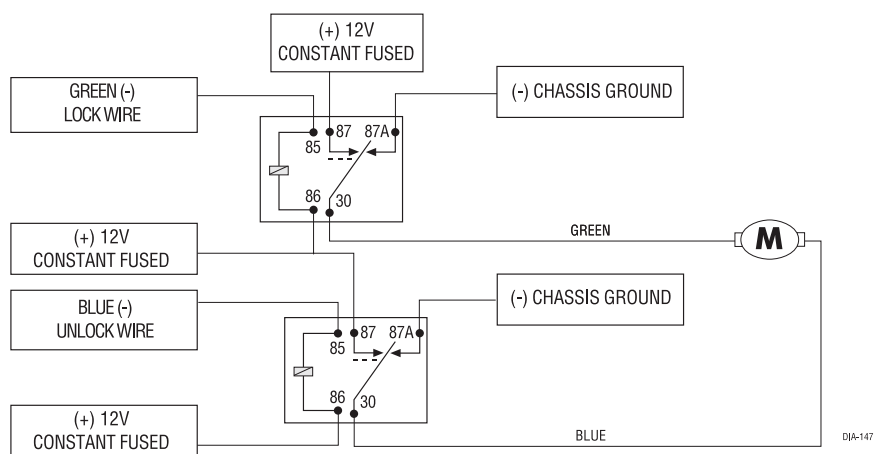 (+) 12V
CONSTANT FUSED
GREEN (-)
LOCK WIRE
(-) CHASSIS GROUND
85
87
87A
86
30
GREEN
M
(+) 12V
CONSTANT FUSED
(-) CHASSIS GROUND
BLUE (-)
UNLOCK WIRE
85
87
87A
86
30
(+) 12V
CONSTANT FUSED
BLUE
DIA-147